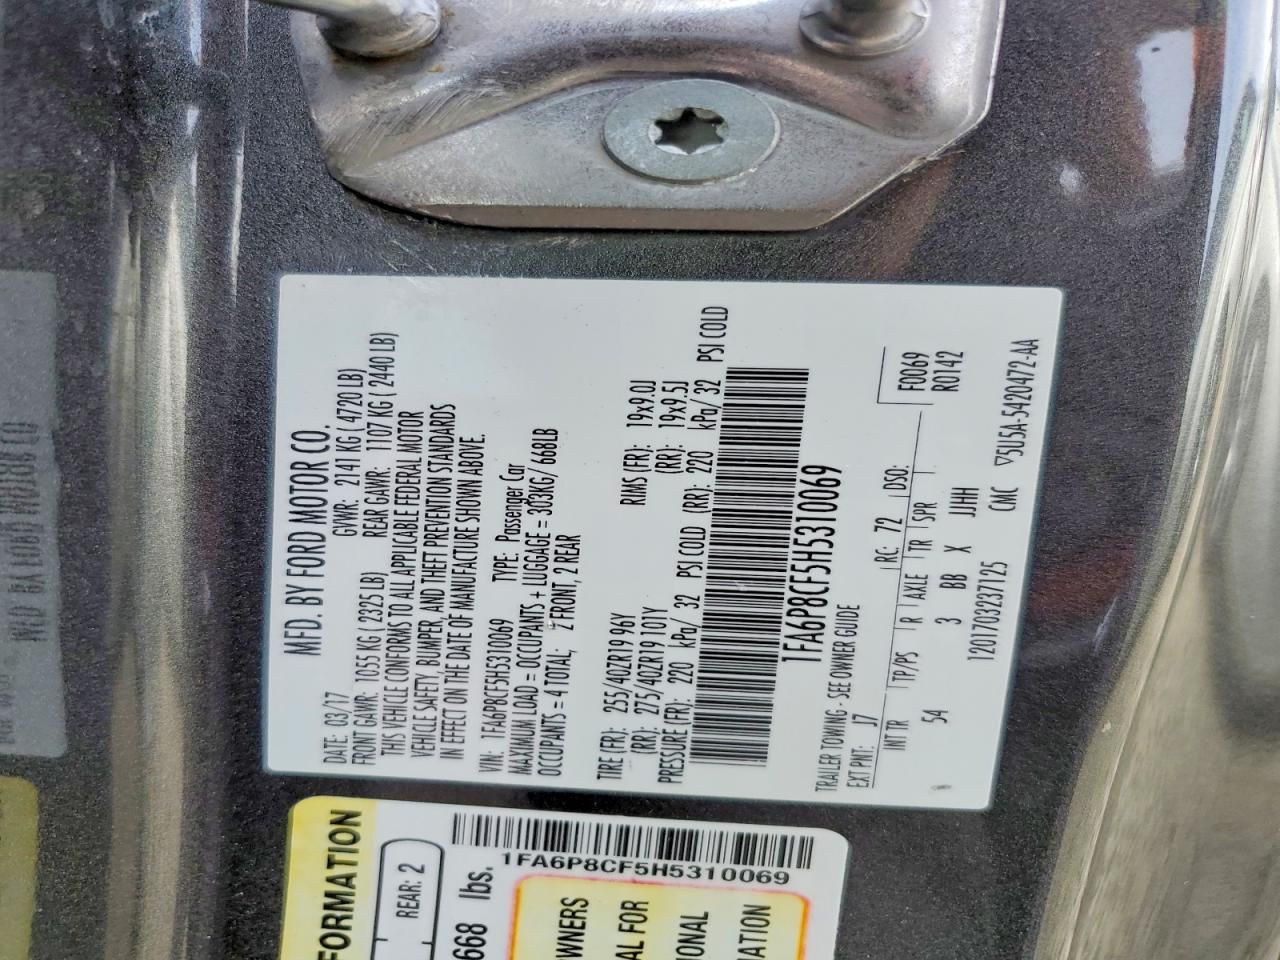 MFD. BY FORD MOTOR CO.
DATE: 03/17 GVWR: 2141 KG ( 4720 LB)
FRONT GAWR: 1055 KG ( 2325 LB) REAR GAWR: 1107 KG ( 2440 LB)
THIS VEHICLE CONFORMS TO ALL APPLICABLE FEDERAL MOTOR
VEHICLE SAFETY, BUMPER, AND THEFT PREVENTION STANDARDS
IN EFFECT ON THE DATE OF MANUFACTURE SHOWN ABOVE.
VIN: 1FA6P8CF5H5310069 TYPE: Passenger Car
MAXIMUM LOAD = OCCUPANTS + LUGGAGE = 303KG/ 668LB
OCCUPANTS = 4 TOTAL; 2 FRONT, 2 REAR
TIRE (FR): 255/40ZR19 96Y RIMS (FR): 19x9.0J
(RR): 275/40ZR19 101Y (RR): 19x9.5J
PRESSURE (FR): 220 kPa/ 32 PSI COLD (RR): 220 kPa/ 32 PSI COLD
1FA6P8CF5H5310069
TRAILER TOWING - SEE OWNER GUIDE
EXT PNT: J7 RC: 72 DSO:
F0069
R0142
INT TR TP/PS R AXLE TR SPR
54 3 BB X JJHH
1201703237125 CMC ▽5U5A-5420472-AA
FORMATION
REAR: 2
668 lbs.
1FA6P8CF5H5310069
WNERS
AL FOR
IONAL
MATION